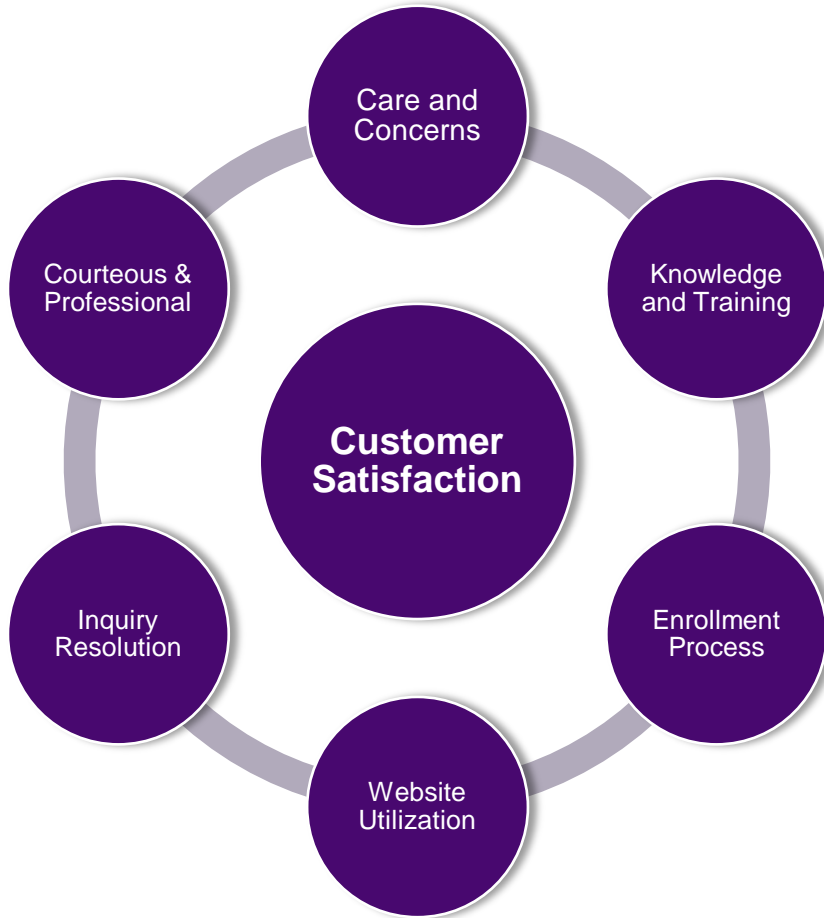 Care and
Concerns
Courteous &
Professional
Knowledge
and Training
Customer
Satisfaction
Inquiry
Resolution
Enrollment
Process
Website
Utilization